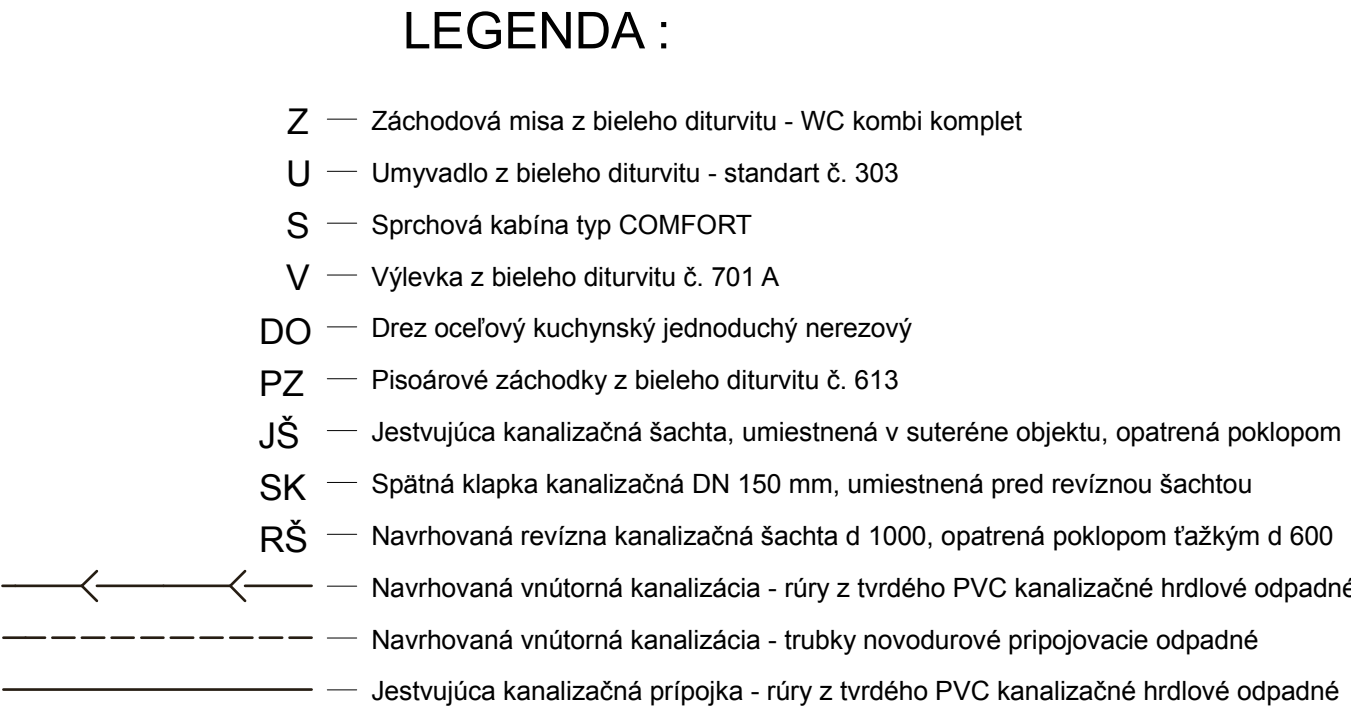 LEGENDA :
Z — Záchodová misa z bieleho diturvitu - WC kombi komplet
U — Umyvadlo z bieleho diturvitu - standart č. 303
S — Sprchová kabína typ COMFORT
V — Výlevka z bieleho diturvitu č. 701 A
DO — Drez oceľový kuchynský jednoduchý nerezový
PZ — Pisoárové záchodky z bieleho diturvitu č. 613
JŠ — Jestvujúca kanalizačná šachta, umiestnená v suteréne objektu, opatrená poklopom
SK — Spätná klapka kanalizačná DN 150 mm, umiestnená pred revíznou šachtou
RŠ — Navrhovaná revízna kanalizačná šachta d 1000, opatrená poklopom ťažkým d 600
— Navrhovaná vnútorná kanalizácia - rúry z tvrdého PVC kanalizačné hrdlové odpadné
— Navrhovaná vnútorná kanalizácia - trubky novodurové pripojovacie odpadné
— Jestvujúca kanalizačná prípojka - rúry z tvrdého PVC kanalizačné hrdlové odpadné